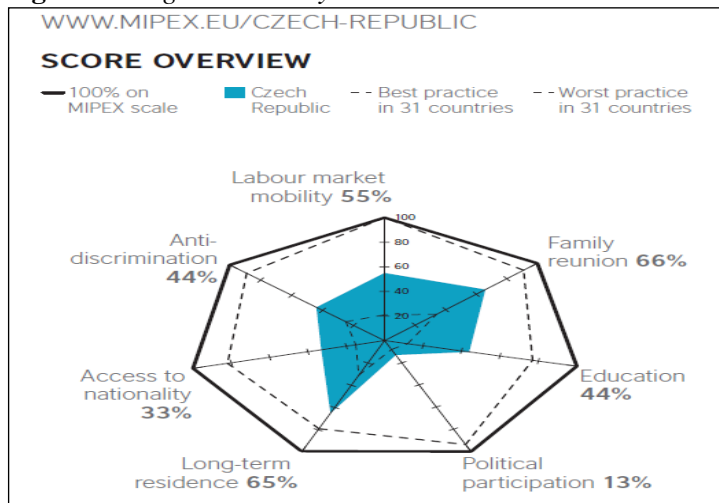 WWW.MIPEX.EU/CZECH-REPUBLIC
SCORE OVERVIEW
100% on
MIPEX scale
Czech
Republic
Best practice
in 31 countries
Worst practice
in 31 countries
Labour market
mobility 55%
Anti-
discrimination
44%
Family
reunion 66%
100
80
60
40
20
Access to
nationality
33%
Education
44%
Long-term
residence 65%
Political
participation 13%